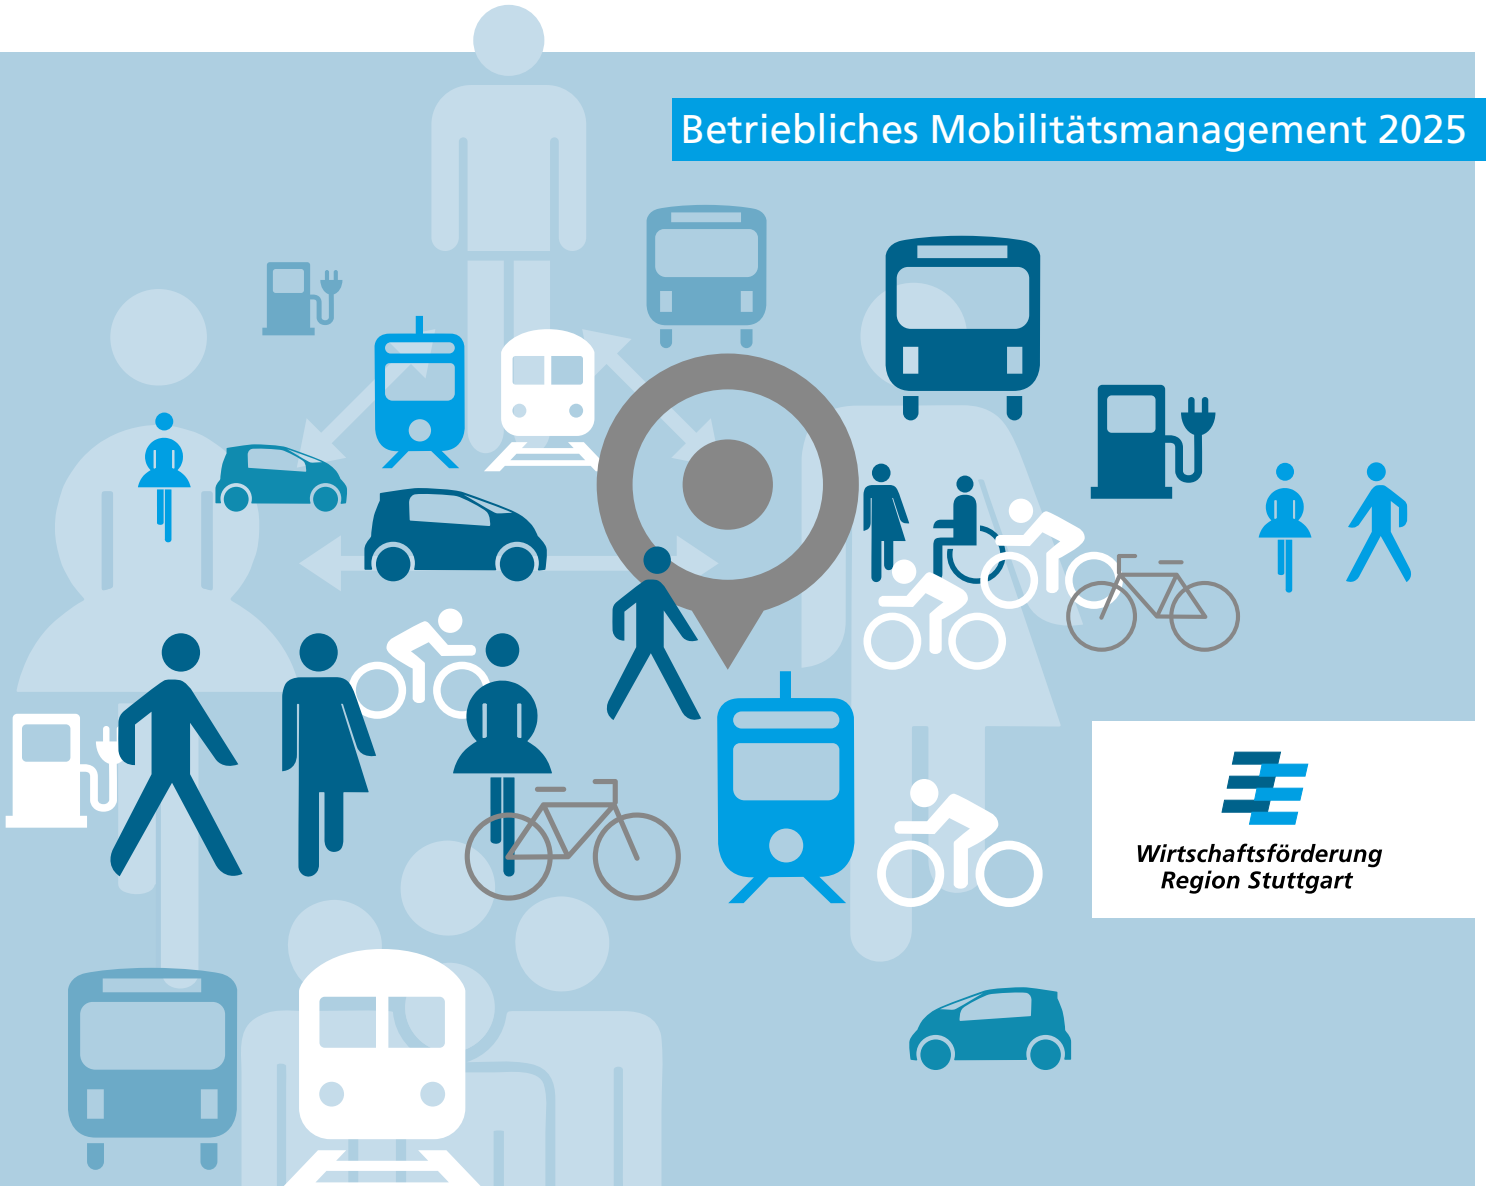 Betriebliches Mobilitätsmanagement 2025
Wirtschaftsförderung
Region Stuttgart